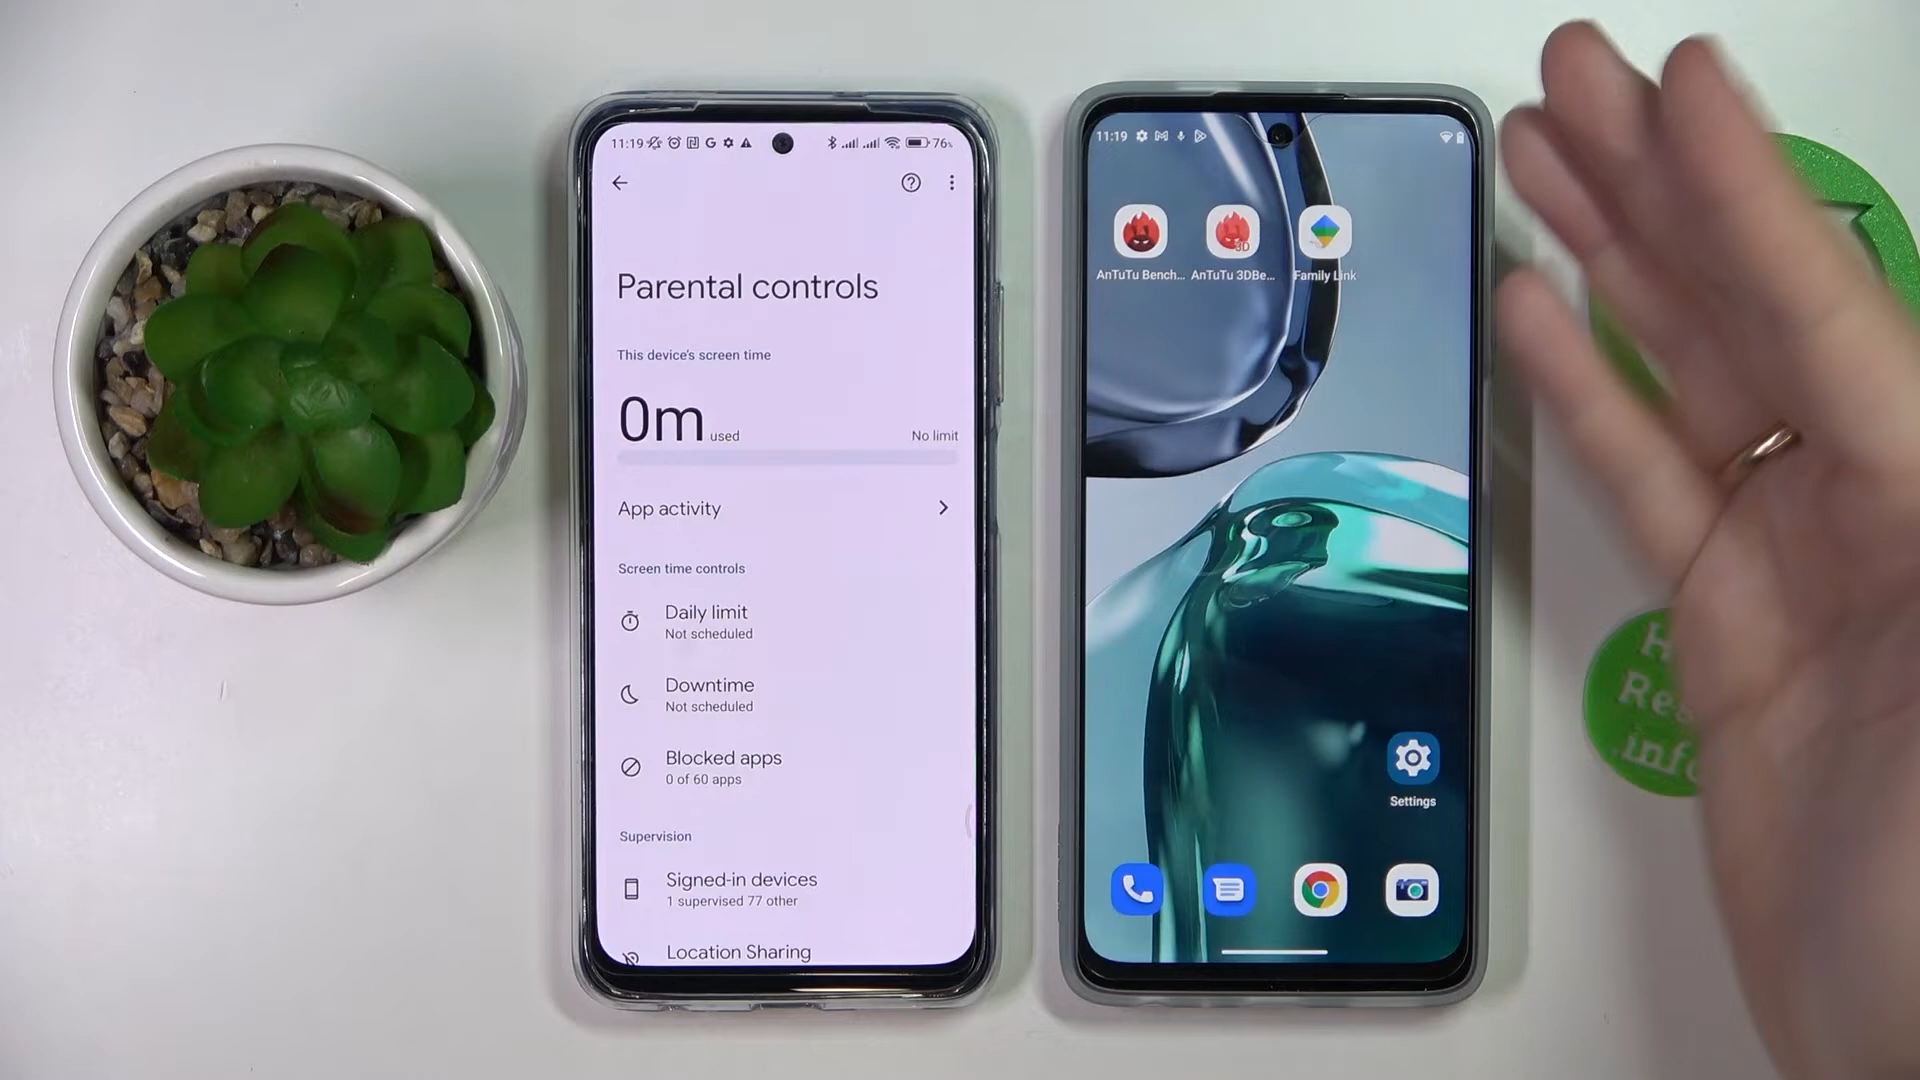 11:19
76%
Parental controls
This device's screen time
0m used
No limit
App activity
Screen time controls
Daily limit
Not scheduled
Downtime
Not scheduled
Blocked apps
0 of 60 apps
Supervision
Signed-in devices
1 supervised 77 other
Location Sharing
11:19
AnTuTu Bench...
AnTuTu 3DBe...
3D
Family Link
Settings
.info